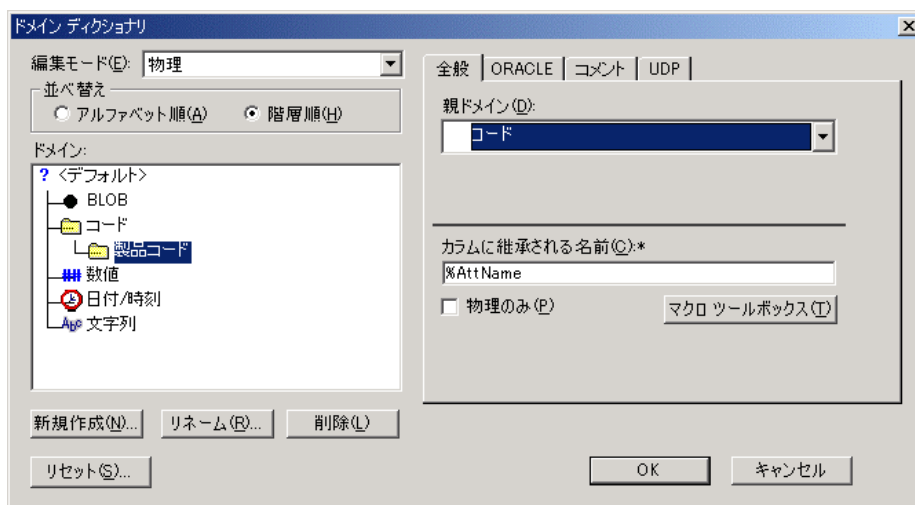 ドメイン ディクショナリ
編集モード(E): 物理
並べ替え
アルファベット順(A) 階層順(H)
ドメイン:
? <デフォルト>
BLOB
コード
製品コード
数値
日付/時刻
Abc 文字列
新規作成(N)... リネーム(R)... 削除(L)
リセット(S)...
全般 ORACLE コメント UDP
親ドメイン(D):
コード
カラムに継承される名前(C):*
%AttName
物理のみ(P) マクロ ツールボックス(T)
OK キャンセル